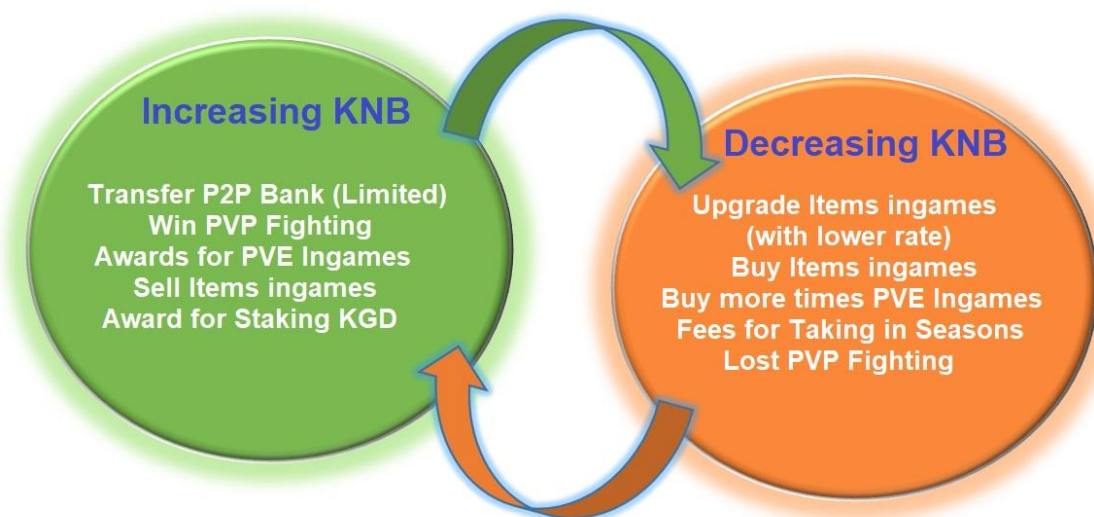 Increasing KNB
Transfer P2P Bank (Limited)
Win PVP Fighting
Awards for PVE Ingames
Sell Items ingames
Award for Staking KGD
Decreasing KNB
Upgrade Items ingames
(with lower rate)
Buy Items ingames
Buy more times PVE Ingames
Fees for Taking in Seasons
Lost PVP Fighting